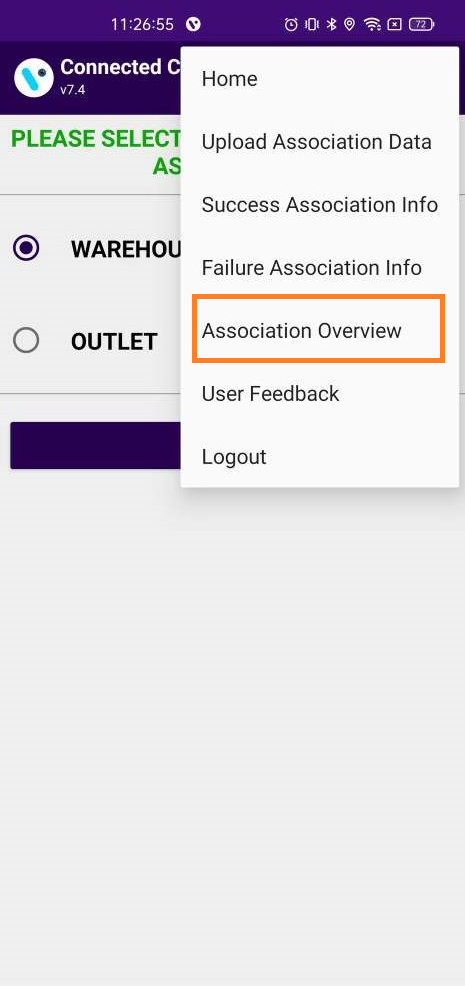 11:26:55
72
Connected C
v7.4
PLEASE SELECT
AS
WAREHOU
OUTLET
Home
Upload Association Data
Success Association Info
Failure Association Info
Association Overview
User Feedback
Logout